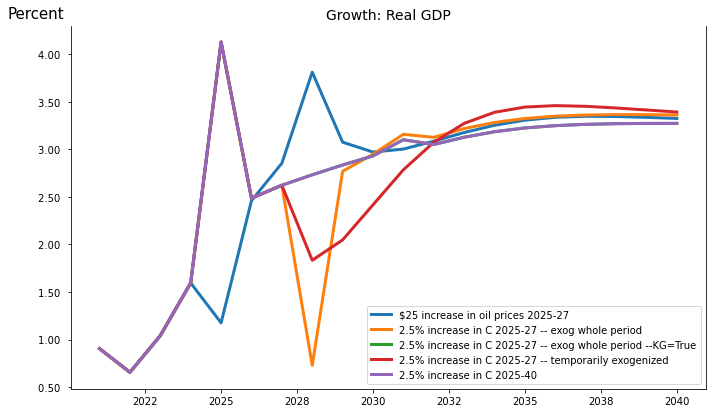 Percent
Growth: Real GDP
4.00
3.50
3.00
2.50
2.00
1.50
1.00
0.50
$25 increase in oil prices 2025-27
2.5% increase in C 2025-27 -- exog whole period
2.5% increase in C 2025-27 -- exog whole period --KG=True
2.5% increase in C 2025-27 -- temporarily exogenized
2.5% increase in C 2025-40
2022 2025 2028 2030 2032 2035 2038 2040